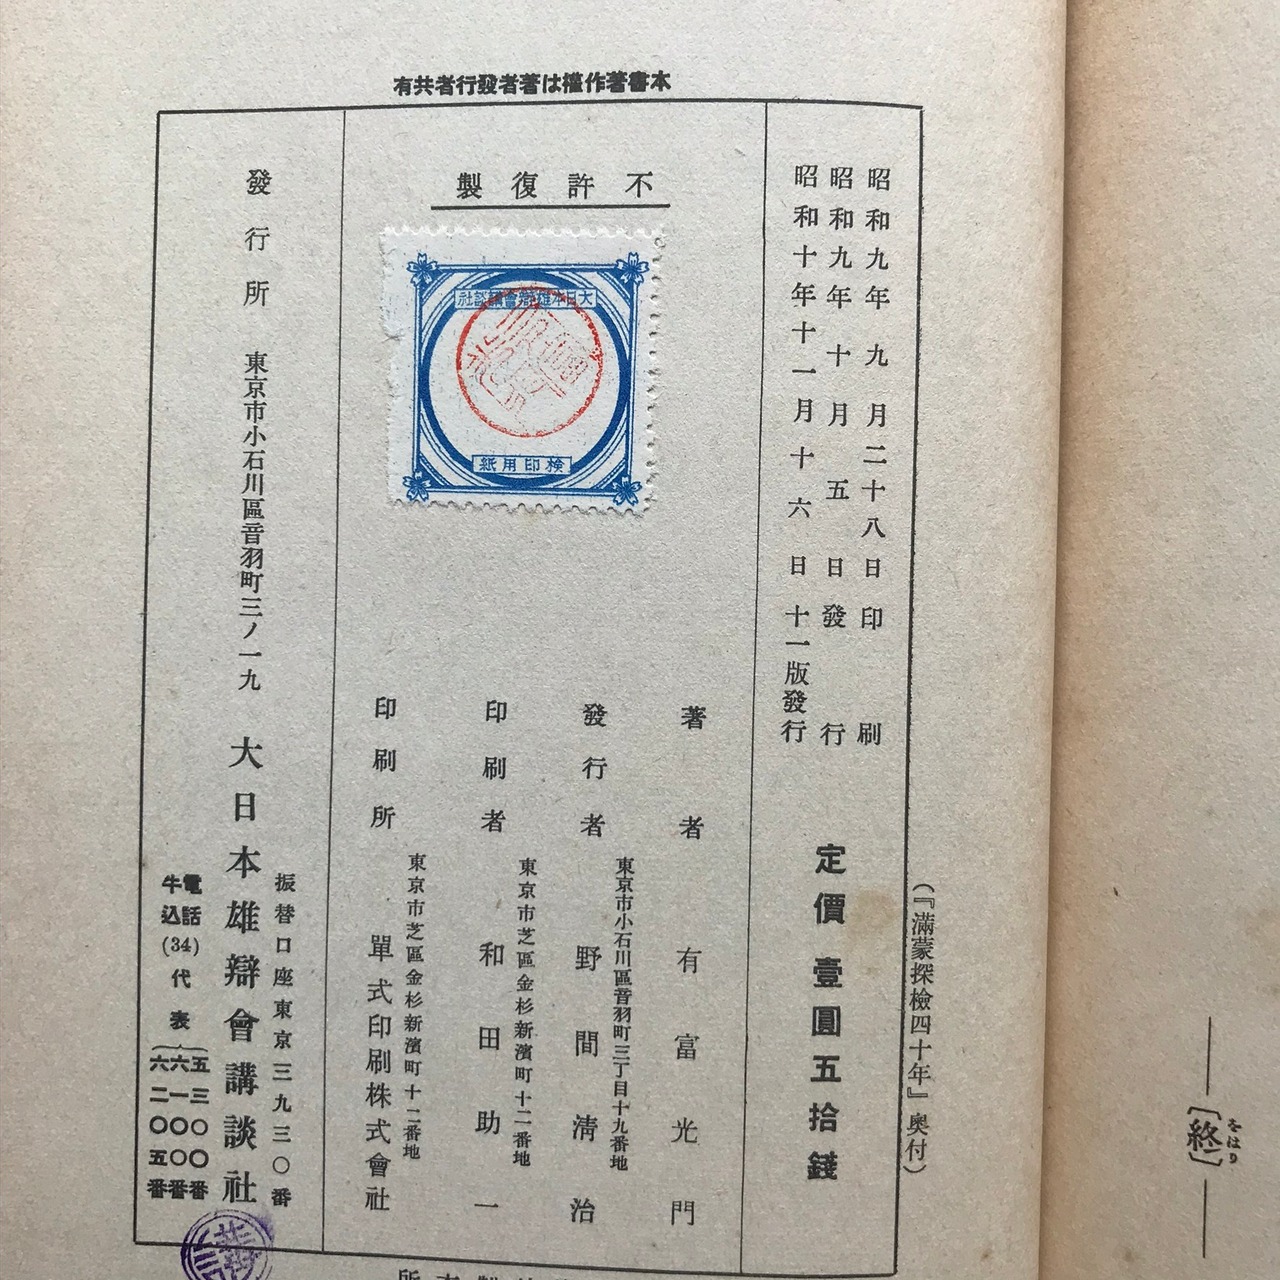 本書著作權は著者發行者共有
昭和九年九月二十八日印刷
昭和九年十月五日發行
昭和十年十一月十六日十一版發行
定價壹圓五拾錢
(『滿蒙探檢四十年』奥付)
不許復製
大日本雄辯會講談社
檢印用紙
著者 有富光門
發行者 東京市小石川區音羽町三丁目十九番地 野間清治
印刷者 東京市芝區金杉新濱町十二番地 和田助一
印刷所 東京市芝區金杉新濱町十二番地 單式印刷株式會社
發行所 東京市小石川區音羽町三ノ一九 大日本雄辯會講談社
振替口座東京三九三〇番
電話牛込(34)代表
五三〇〇番
六一〇〇番
六二〇五番
〔終〕
をはり